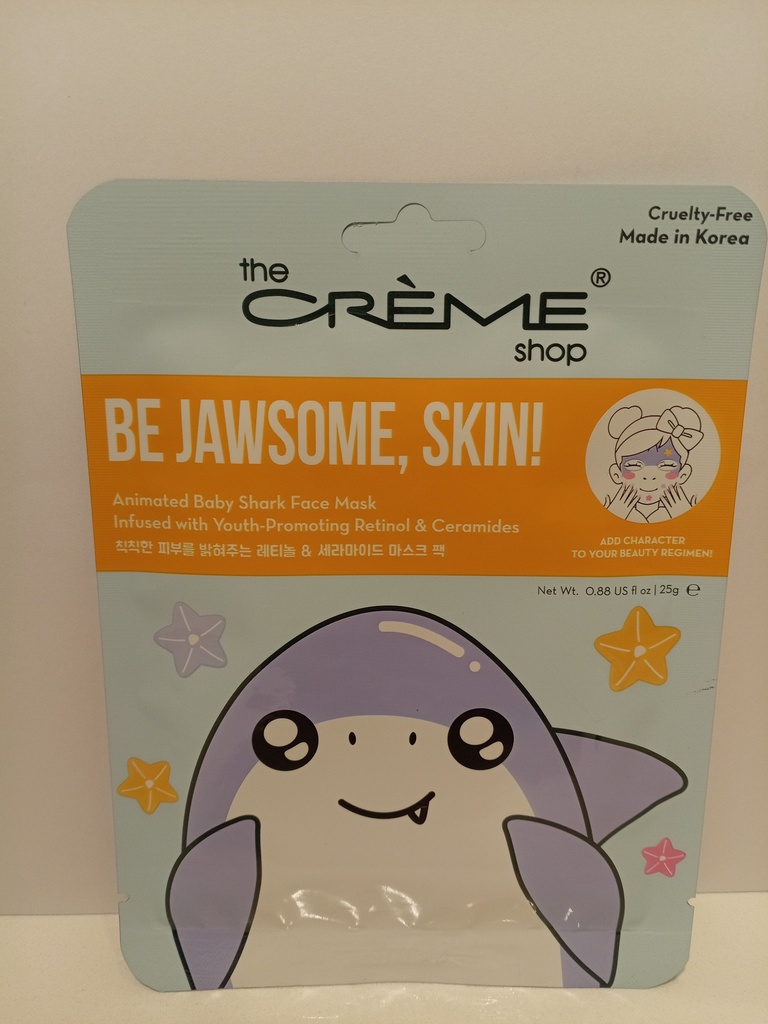 Cruelty-Free
Made in Korea
the
CRÈME®
shop
BE JAWSOME, SKIN!
Animated Baby Shark Face Mask
Infused with Youth-Promoting Retinol & Ceramides
칙칙한 피부를 밝혀주는 레티놀 & 세라마이드 마스크 팩
ADD CHARACTER
TO YOUR BEAUTY REGIMEN!
Net Wt. 0.88 US fl oz | 25g ℮